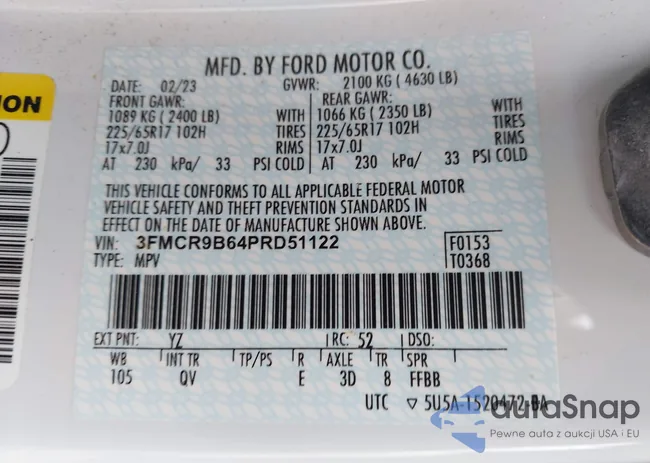 MFD. BY FORD MOTOR CO.
DATE: 02/23 GVWR: 2100 KG ( 4630 LB)
FRONT GAWR: REAR GAWR:
1089 KG ( 2400 LB) WITH 1066 KG ( 2350 LB) WITH
225/65R17 102H TIRES 225/65R17 102H TIRES
17x7.0J RIMS 17x7.0J RIMS
AT 230 kPa/ 33 PSI COLD AT 230 kPa/ 33 PSI COLD
THIS VEHICLE CONFORMS TO ALL APPLICABLE FEDERAL MOTOR
VEHICLE SAFETY AND THEFT PREVENTION STANDARDS IN
EFFECT ON THE DATE OF MANUFACTURE SHOWN ABOVE.
VIN: 3FMCR9B64PRD51122 F0153
TYPE: MPV T0368
EXT PNT: YZ RC: 52 DSO:
WB INT TR TP/PS R AXLE TR SPR
105 QV E 3D 8 FFBB
UTC ▽ 5U5A-1520472-BA
ION
autaSnap
Pewne auta z aukcji USA i EU